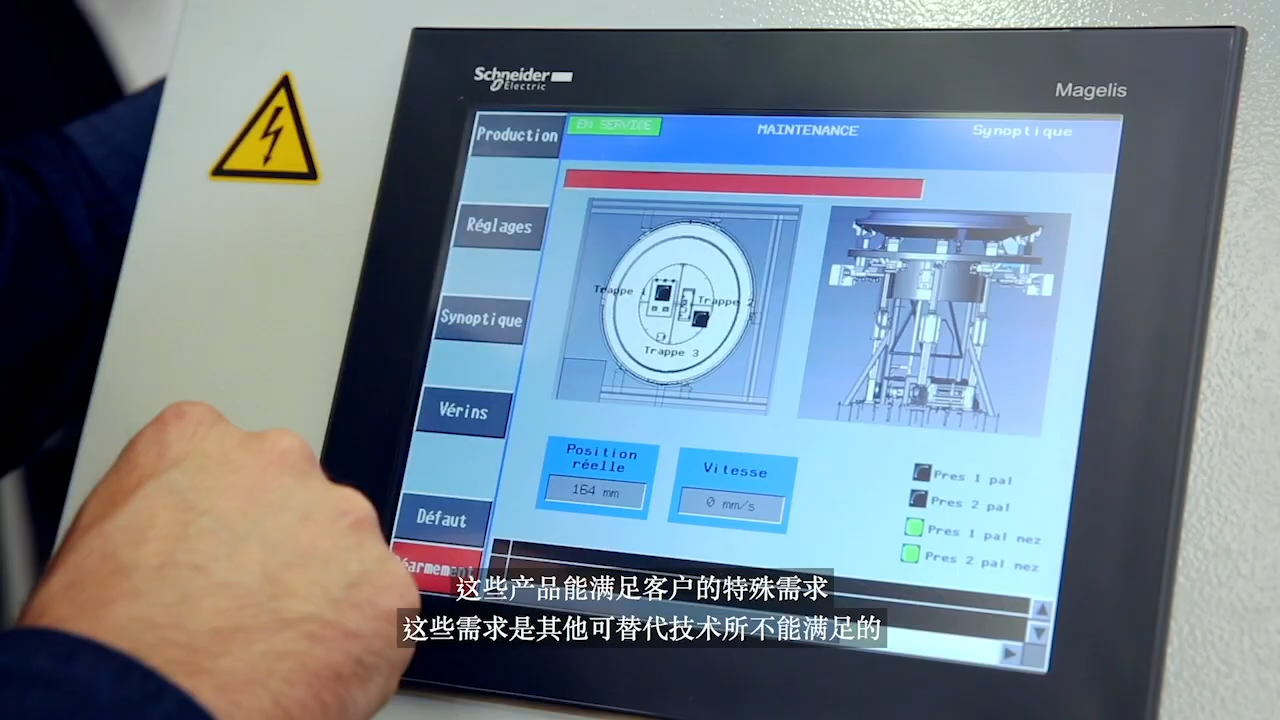 Schneider
Electric
Magelis
Production
EN SERVICE
MAINTENANCE
Synoptique
Réglages
Synoptique
Vérins
Défaut
Trappe
Trappe 2
Trappe 3
Position
réelle
164 mm
Vitesse
0 mm/s
Pres 1 pal
Pres 2 pal
Pres 1 pal nez
Pres 2 pal nez
这些产品能满足客户的特殊需求
这些需求是其他可替代技术所不能满足的